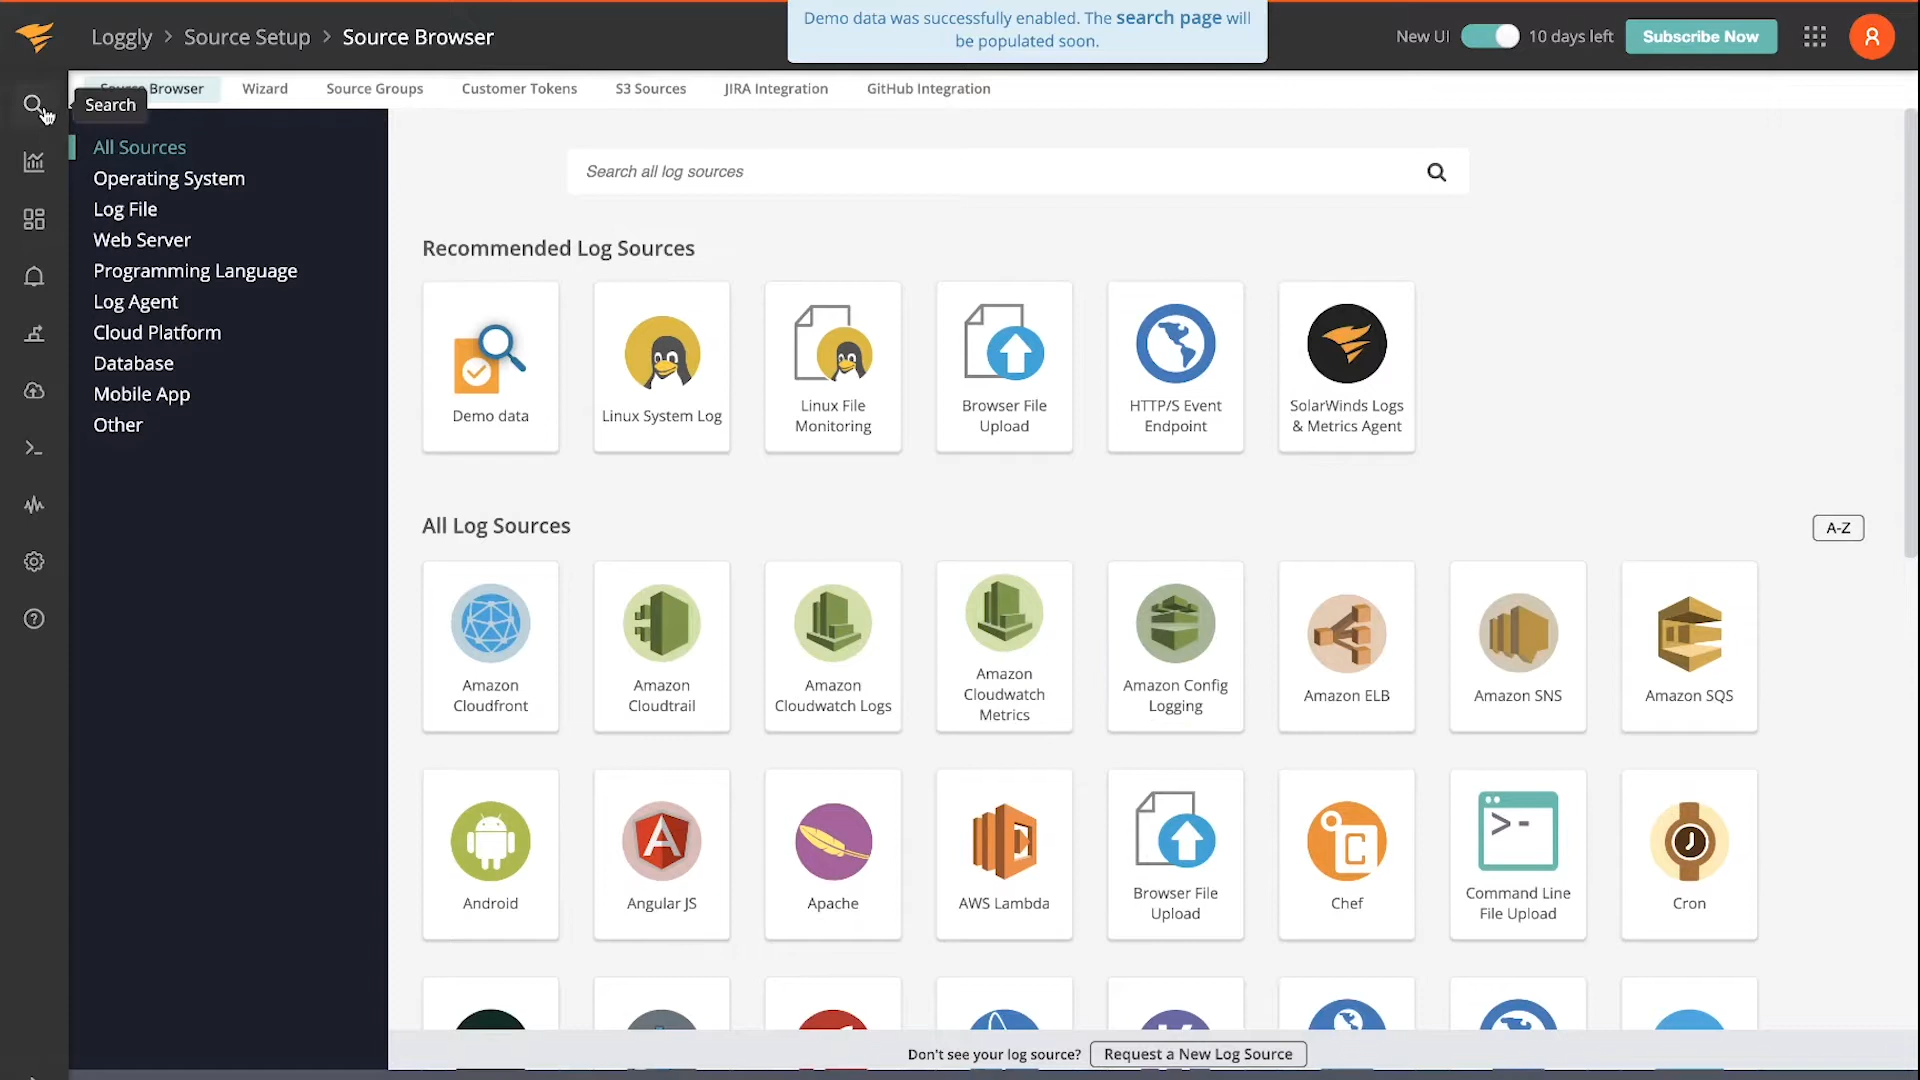 Loggly > Source Setup > Source Browser
Demo data was successfully enabled. The search page will
be populated soon.
New UI
10 days left
Subscribe Now
Source Browser
Wizard
Source Groups
Customer Tokens
S3 Sources
JIRA Integration
GitHub Integration
Search
All Sources
Operating System
Log File
Web Server
Programming Language
Log Agent
Cloud Platform
Database
Mobile App
Other
Search all log sources
Recommended Log Sources
Demo data
Linux System Log
Linux File
Monitoring
Browser File
Upload
HTTP/S Event
Endpoint
SolarWinds Logs
& Metrics Agent
All Log Sources
A-Z
Amazon
Cloudfront
Amazon
Cloudtrail
Amazon
Cloudwatch Logs
Amazon
Cloudwatch
Metrics
Amazon Config
Logging
Amazon ELB
Amazon SNS
Amazon SQS
Android
Angular JS
Apache
AWS Lambda
Browser File
Upload
Chef
Command Line
File Upload
Cron
Don't see your log source?
Request a New Log Source